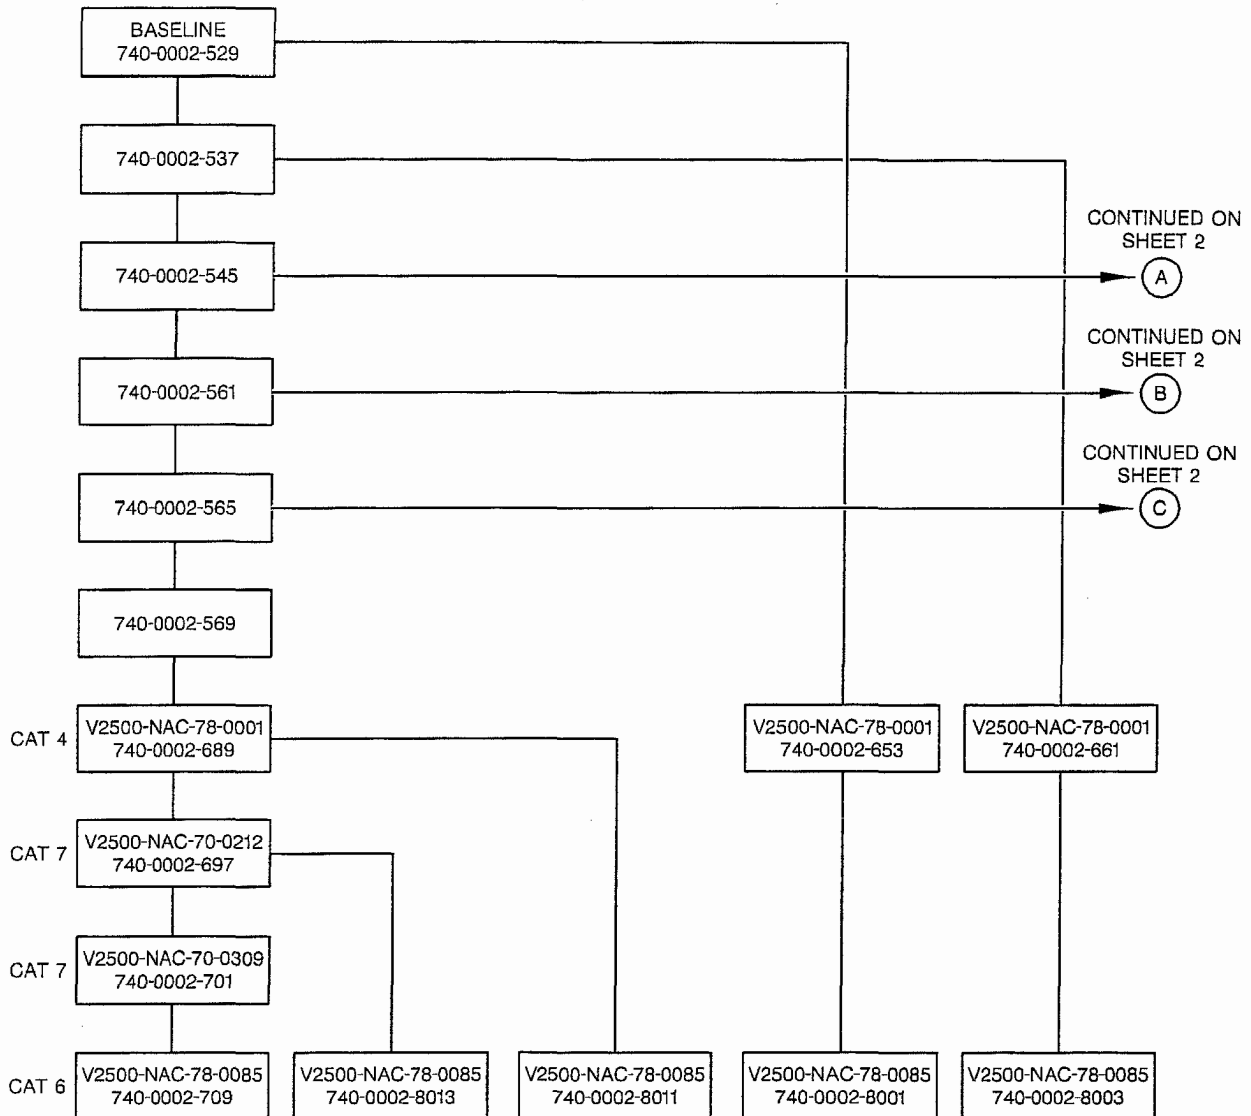 BASELINE
740-0002-529
740-0002-537
CONTINUED ON
SHEET 2
740-0002-545
A
CONTINUED ON
SHEET 2
740-0002-561
B
CONTINUED ON
SHEET 2
740-0002-565
C
740-0002-569
CAT 4
V2500-NAC-78-0001
740-0002-689
V2500-NAC-78-0001
740-0002-653
V2500-NAC-78-0001
740-0002-661
CAT 7
V2500-NAC-70-0212
740-0002-697
CAT 7
V2500-NAC-70-0309
740-0002-701
CAT 6
V2500-NAC-78-0085
740-0002-709
V2500-NAC-78-0085
740-0002-8013
V2500-NAC-78-0085
740-0002-8011
V2500-NAC-78-0085
740-0002-8001
V2500-NAC-78-0085
740-0002-8003